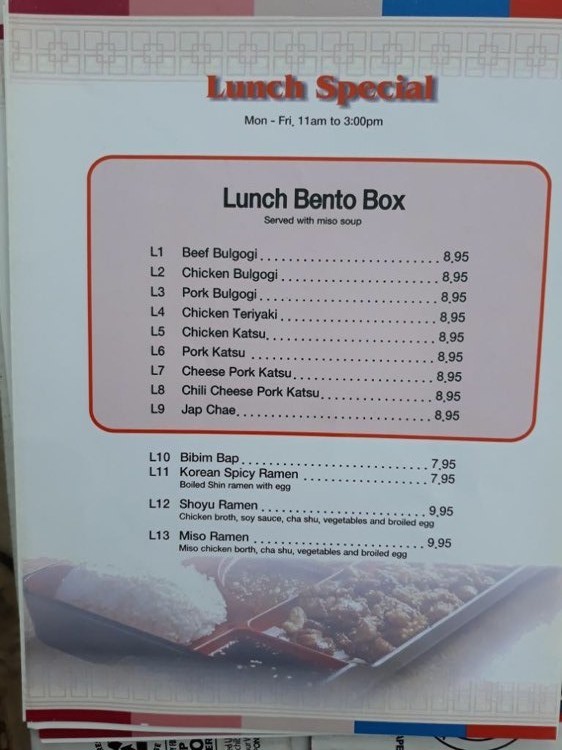 Lunch Special
Mon - Fri, 11am to 3:00pm
Lunch Bento Box
Served with miso soup
L1 Beef Bulgogi 8.95
L2 Chicken Bulgogi 8.95
L3 Pork Bulgogi 8.95
L4 Chicken Teriyaki 8.95
L5 Chicken Katsu 8.95
L6 Pork Katsu 8.95
L7 Cheese Pork Katsu 8.95
L8 Chili Cheese Pork Katsu 8.95
L9 Jap Chae 8.95
L10 Bibim Bap 7.95
L11 Korean Spicy Ramen 7.95
Boiled Shin ramen with egg
L12 Shoyu Ramen 9.95
Chicken broth, soy sauce, cha shu, vegetables and broiled egg
L13 Miso Ramen 9.95
Miso chicken borth, cha shu, vegetables and broiled egg